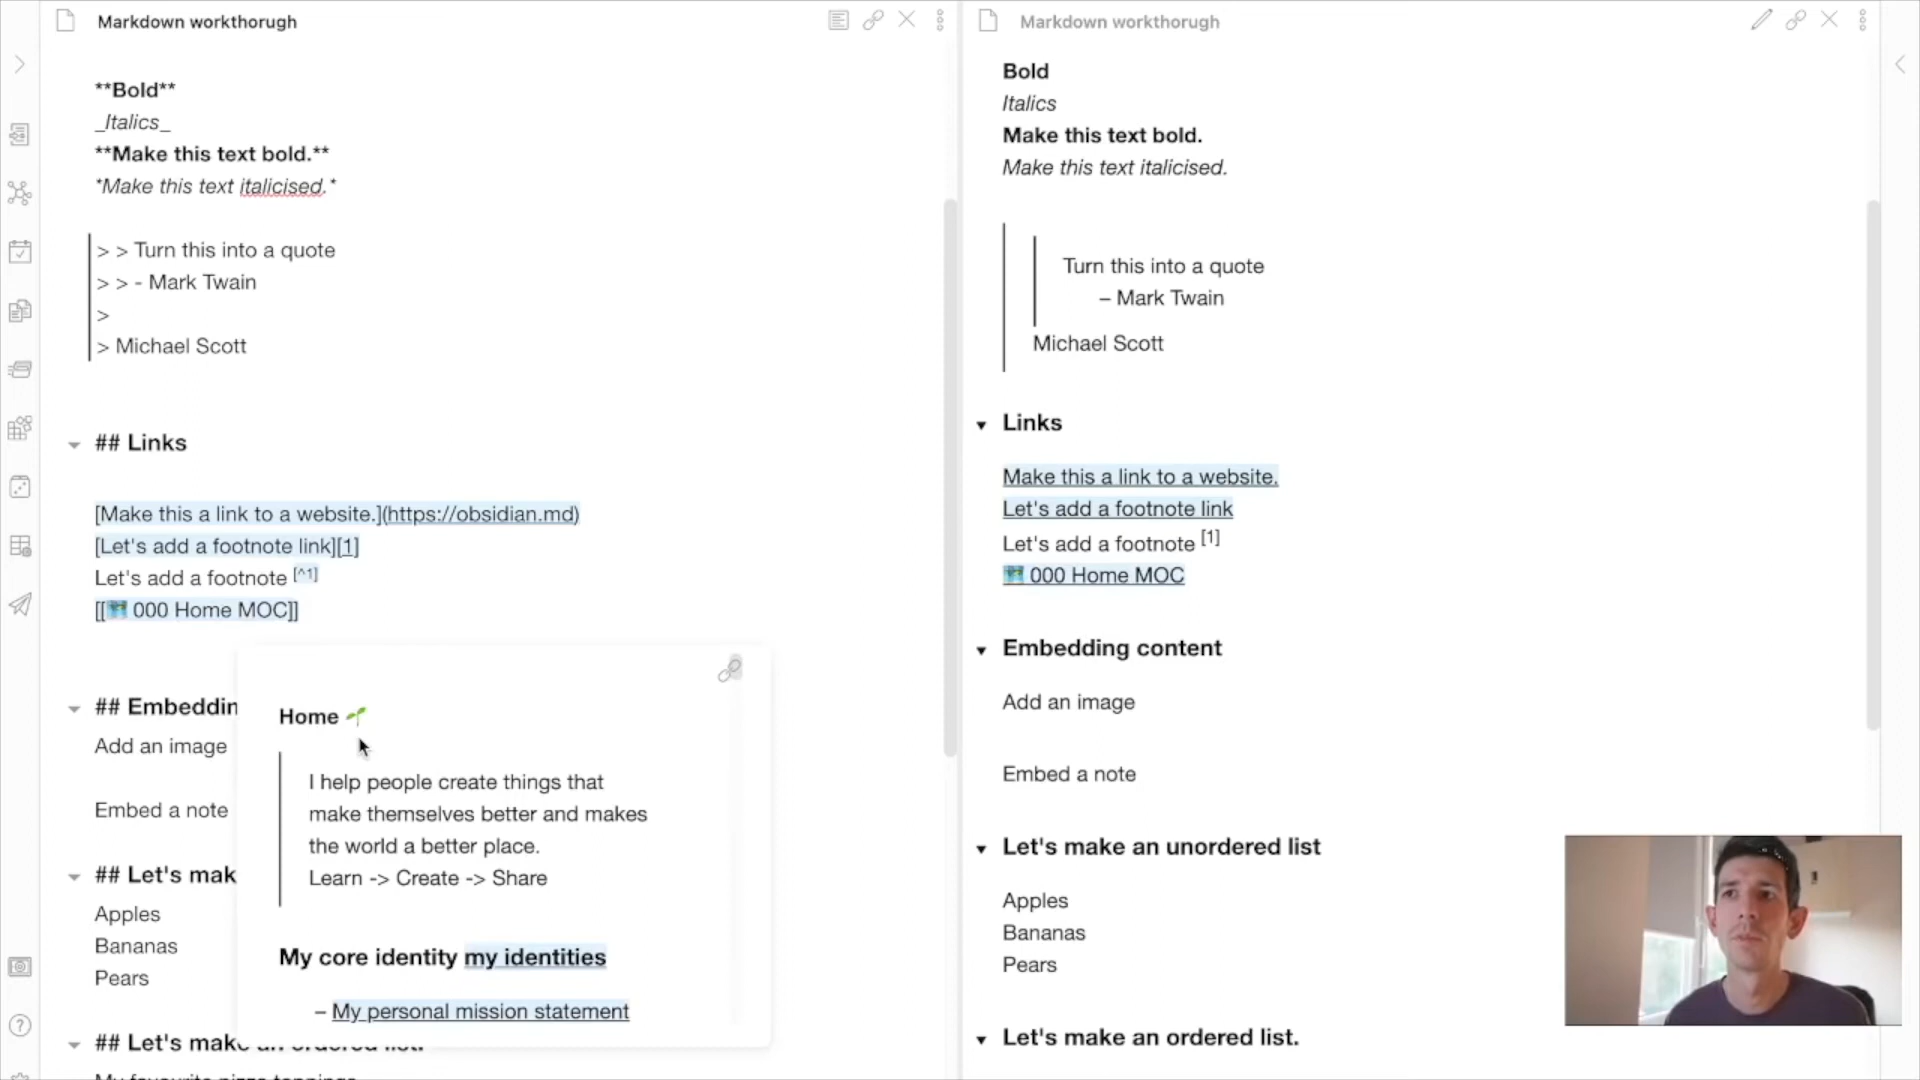 Markdown workthorugh
**Bold**
_Italics_
**Make this text bold.**
*Make this text italicised.*
> > Turn this into a quote
> > - Mark Twain
>
> Michael Scott
## Links
[Make this a link to a website.](https://obsidian.md)
[Let's add a footnote link][1]
Let's add a footnote [^1]
[[🗺️ 000 Home MOC]]
## Embeddin
Add an image
Embed a note
## Let's mak
Apples
Bananas
Pears
## Let's make an ordered list.
My favourite pizza toppings
Home 🌱
I help people create things that
make themselves better and makes
the world a better place.
Learn -> Create -> Share
My core identity my identities
– My personal mission statement
Markdown workthorugh
Bold
Italics
Make this text bold.
Make this text italicised.
Turn this into a quote
– Mark Twain
Michael Scott
Links
Make this a link to a website.
Let's add a footnote link
Let's add a footnote [1]
🗺️ 000 Home MOC
Embedding content
Add an image
Embed a note
Let's make an unordered list
Apples
Bananas
Pears
Let's make an ordered list.